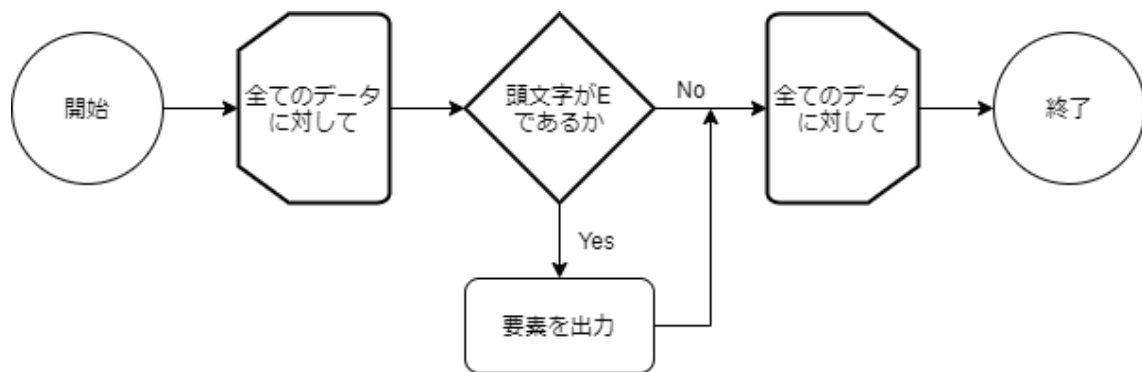 開始
全てのデータ
に対して
頭文字がE
であるか
No
全てのデータ
に対して
終了
Yes
要素を出力